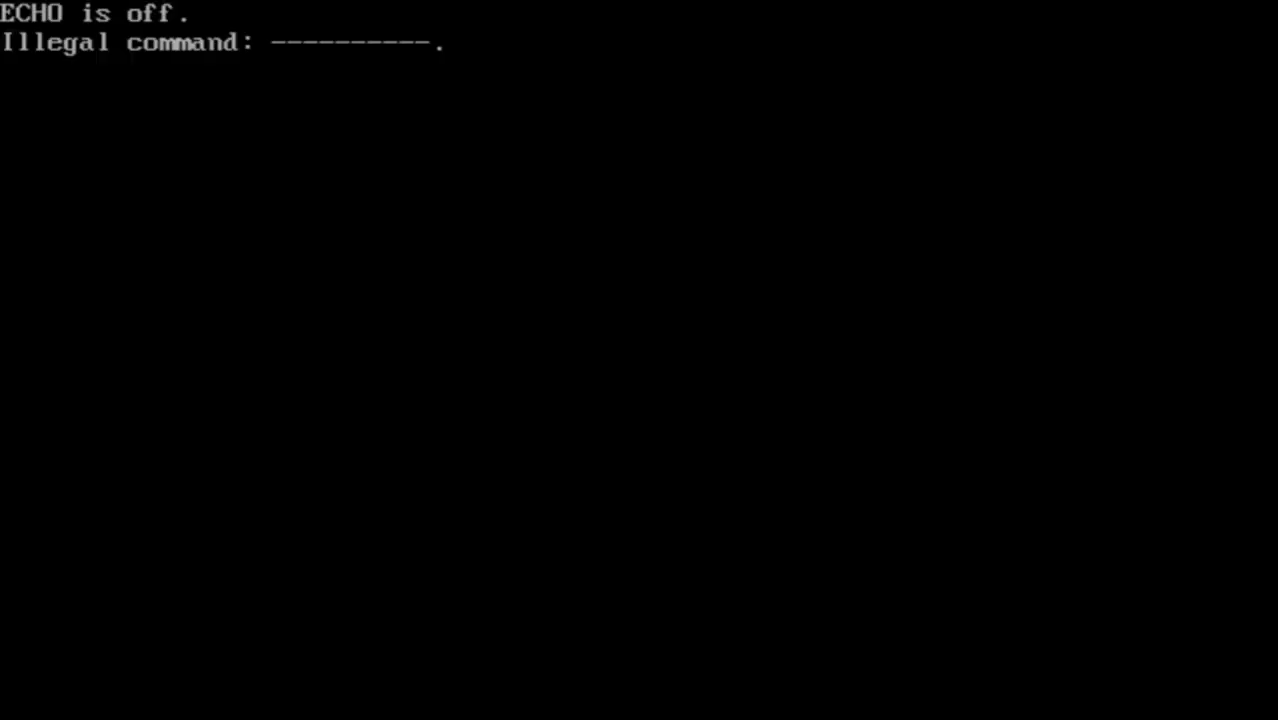 ECHO is off.
Illegal command: ----------.